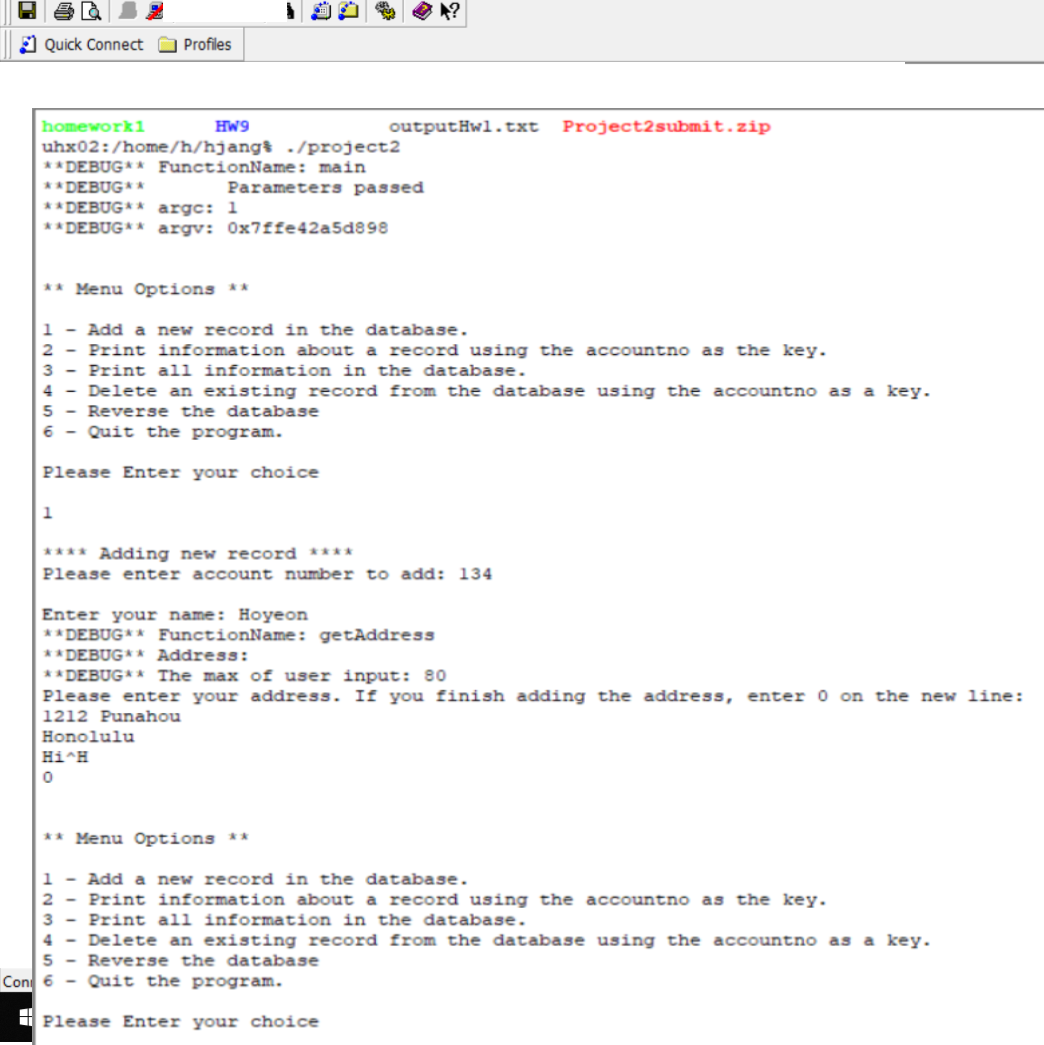 Quick Connect Profiles
homework1 HW9 outputHw1.txt Project2submit.zip
uhx02:/home/h/hjang% ./project2
**DEBUG** FunctionName: main
**DEBUG** Parameters passed
**DEBUG** argc: 1
**DEBUG** argv: 0x7ffe42a5d898
** Menu Options **
1 - Add a new record in the database.
2 - Print information about a record using the accountno as the key.
3 - Print all information in the database.
4 - Delete an existing record from the database using the accountno as a key.
5 - Reverse the database
6 - Quit the program.
Please Enter your choice
1
**** Adding new record ****
Please enter account number to add: 134
Enter your name: Hoyeon
**DEBUG** FunctionName: getAddress
**DEBUG** Address:
**DEBUG** The max of user input: 80
Please enter your address. If you finish adding the address, enter 0 on the new line:
1212 Punahou
Honolulu
Hi^H
0
** Menu Options **
1 - Add a new record in the database.
2 - Print information about a record using the accountno as the key.
3 - Print all information in the database.
4 - Delete an existing record from the database using the accountno as a key.
5 - Reverse the database
6 - Quit the program.
Please Enter your choice